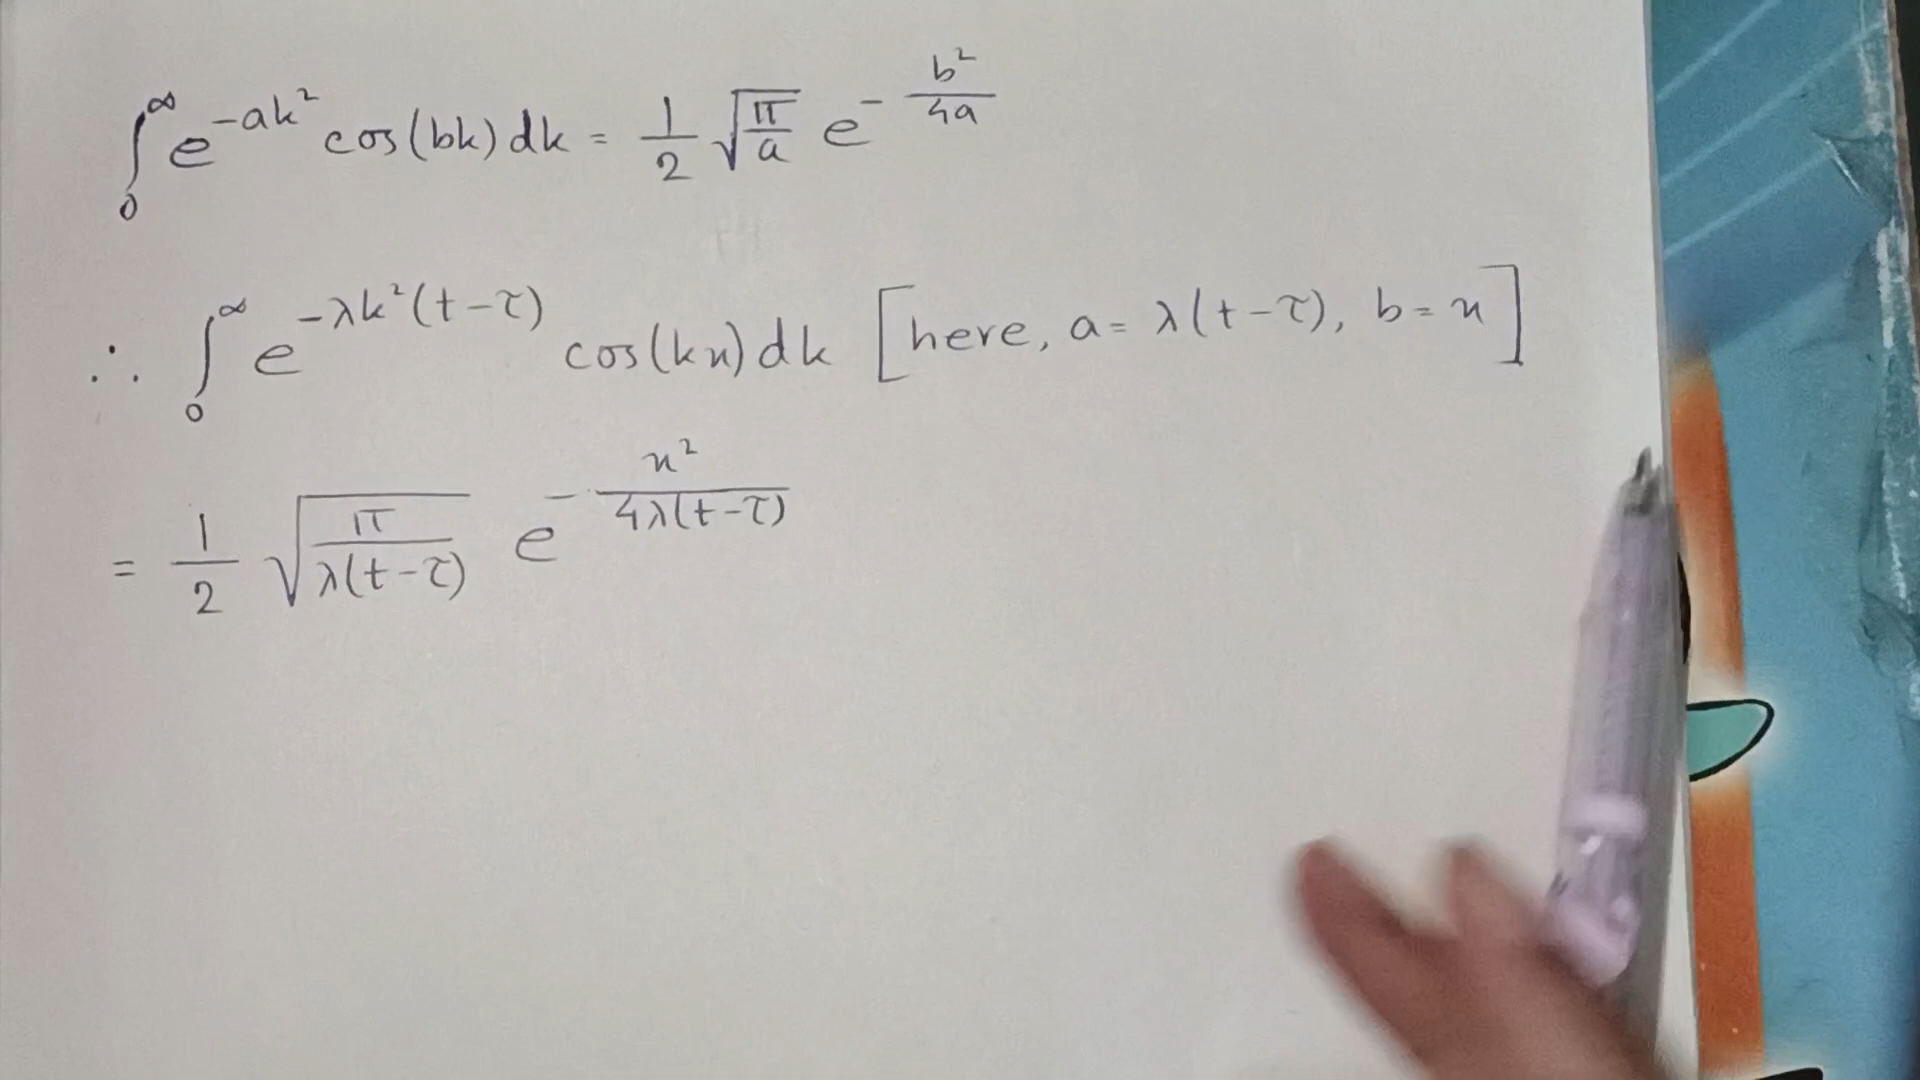 ∫₀^∞ e^{-ak²} cos(bk) dk = 1/2 √(π/a) e^{-b²/4a}
∴ ∫₀^∞ e^{-λk²(t-τ)} cos(kx) dk [here, a = λ(t-τ), b = x]
= 1/2 √(π/λ(t-τ)) e^{-x²/4λ(t-τ)}